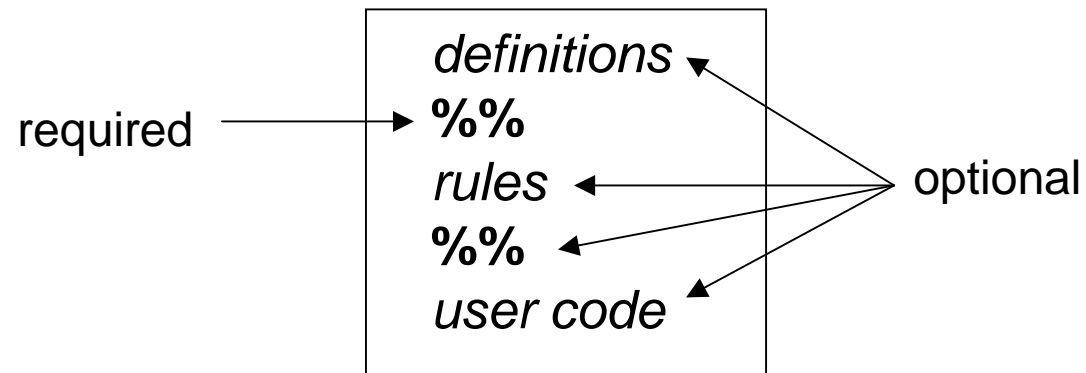 definitions
required
%%
rules
optional
%%
user code